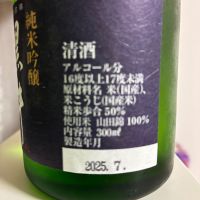 純米吟醸
清酒
アルコール分
16度以上17度未満
原材料名 米(国産)、
米こうじ(国産米)
精米歩合 50%
使用米 山田錦 100%
内容量 300㎖
製造年月
2025. 7.